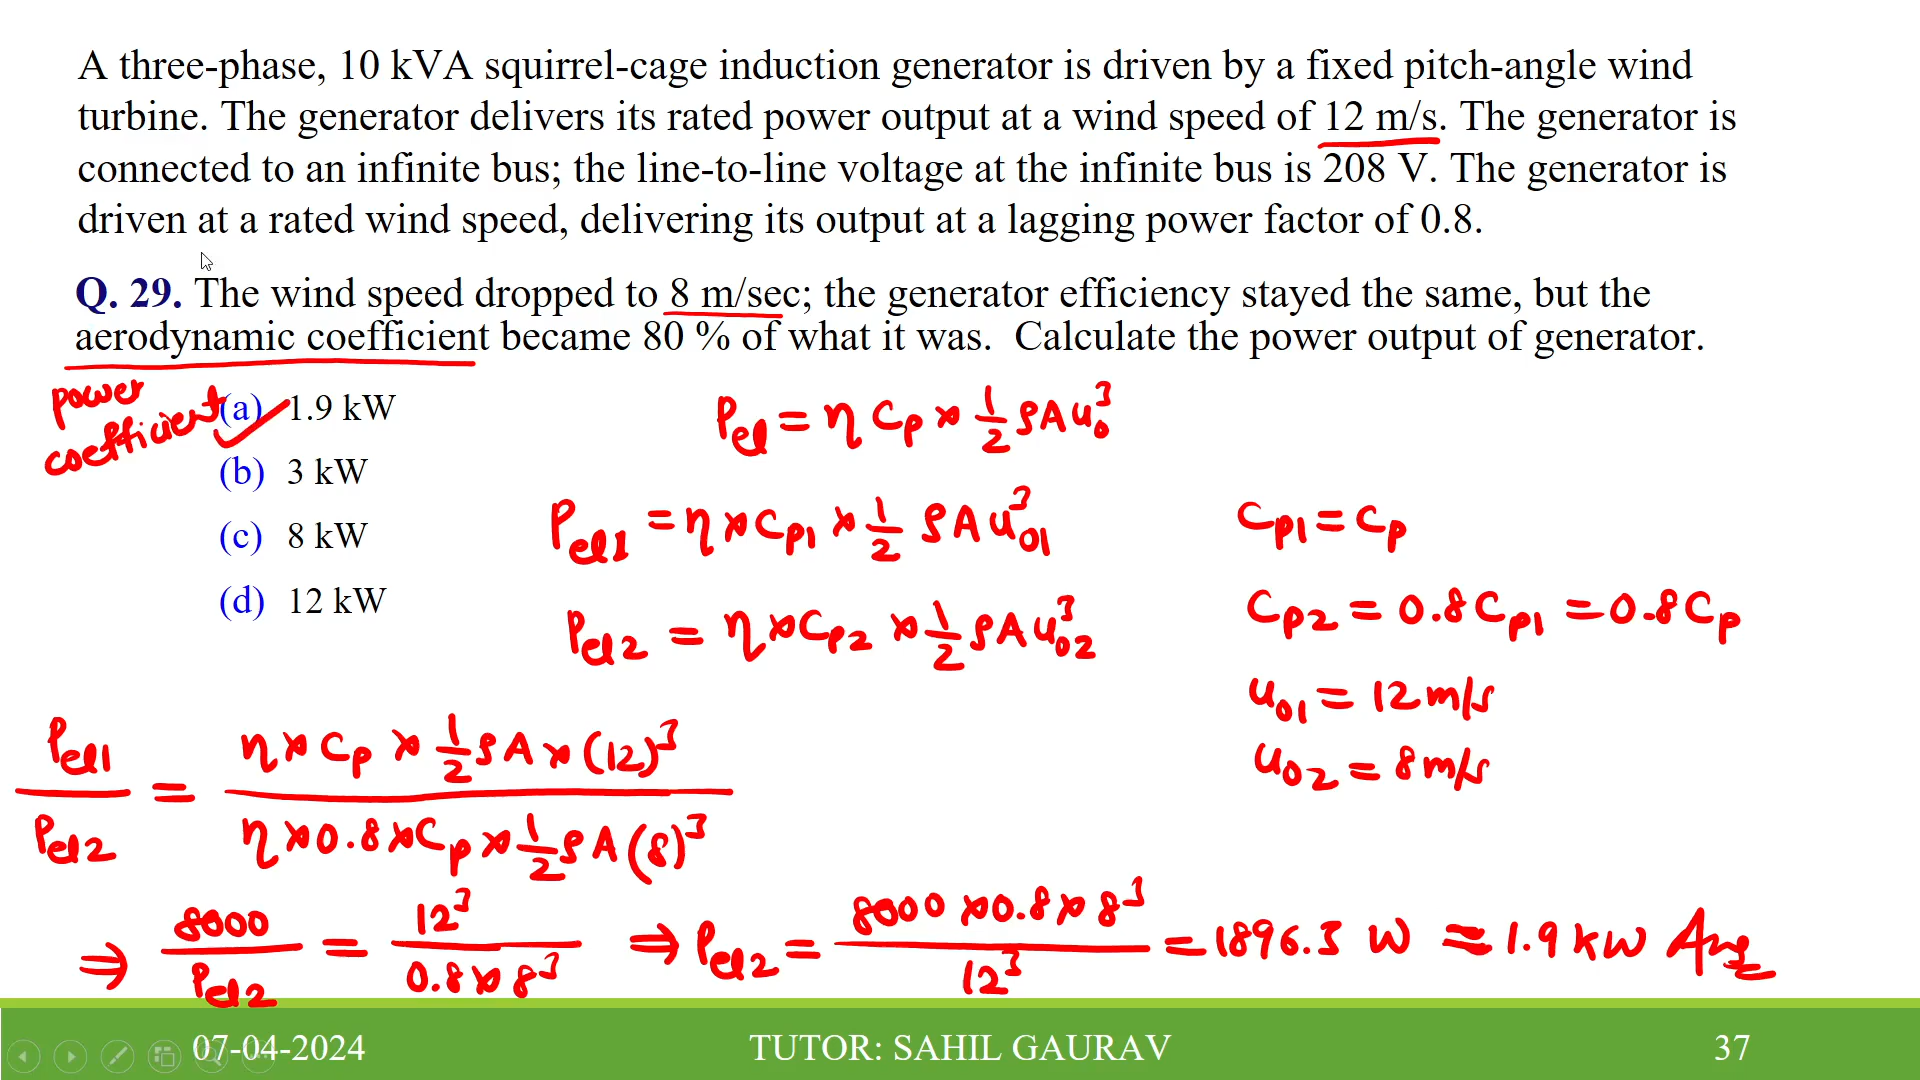 A three-phase, 10 kVA squirrel-cage induction generator is driven by a fixed pitch-angle wind
turbine. The generator delivers its rated power output at a wind speed of 12 m/s. The generator is
connected to an infinite bus; the line-to-line voltage at the infinite bus is 208 V. The generator is
driven at a rated wind speed, delivering its output at a lagging power factor of 0.8.
Q. 29. The wind speed dropped to 8 m/sec; the generator efficiency stayed the same, but the
aerodynamic coefficient became 80 % of what it was. Calculate the power output of generator.
power
coefficient
(a) 1.9 kW
(b) 3 kW
(c) 8 kW
(d) 12 kW
Pel = η Cp × 1/2 ρAu₀³
Pel1 = η × Cp1 × 1/2 ρAu₀₁³
Pel2 = η × Cp2 × 1/2 ρAu₀₂³
Cp1 = Cp
Cp2 = 0.8Cp1 = 0.8Cp
u₀₁ = 12 m/s
u₀₂ = 8 m/s
Pel1/Pel2 = η × Cp × 1/2 ρA × (12)³ / η × 0.8 × Cp × 1/2 ρA (8)³
⇒ 8000/Pel2 = 12³/0.8 × 8³ ⇒ Pel2 = 8000 × 0.8 × 8³/12³ = 1896.3 W ≈ 1.9 kW Ans
07-04-2024 TUTOR: SAHIL GAURAV 37